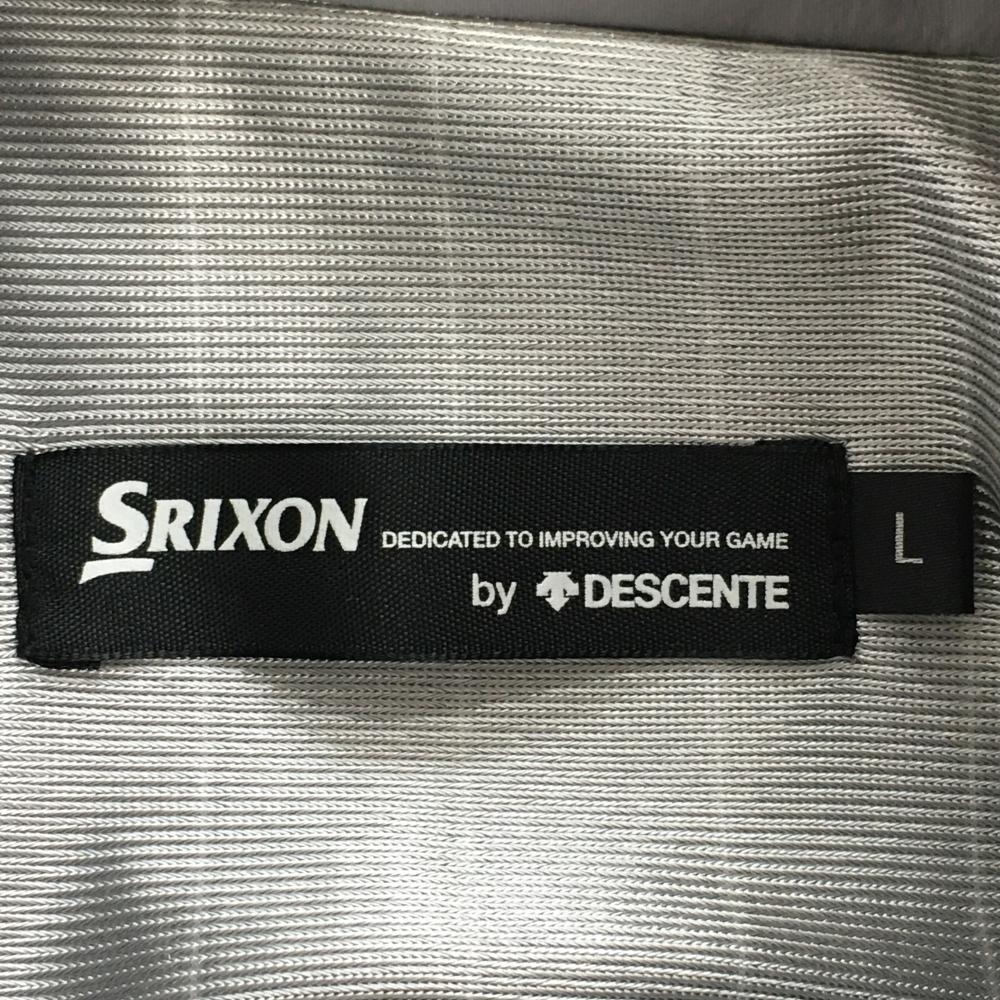 SRIXON DEDICATED TO IMPROVING YOUR GAME
by DESCENTE
L